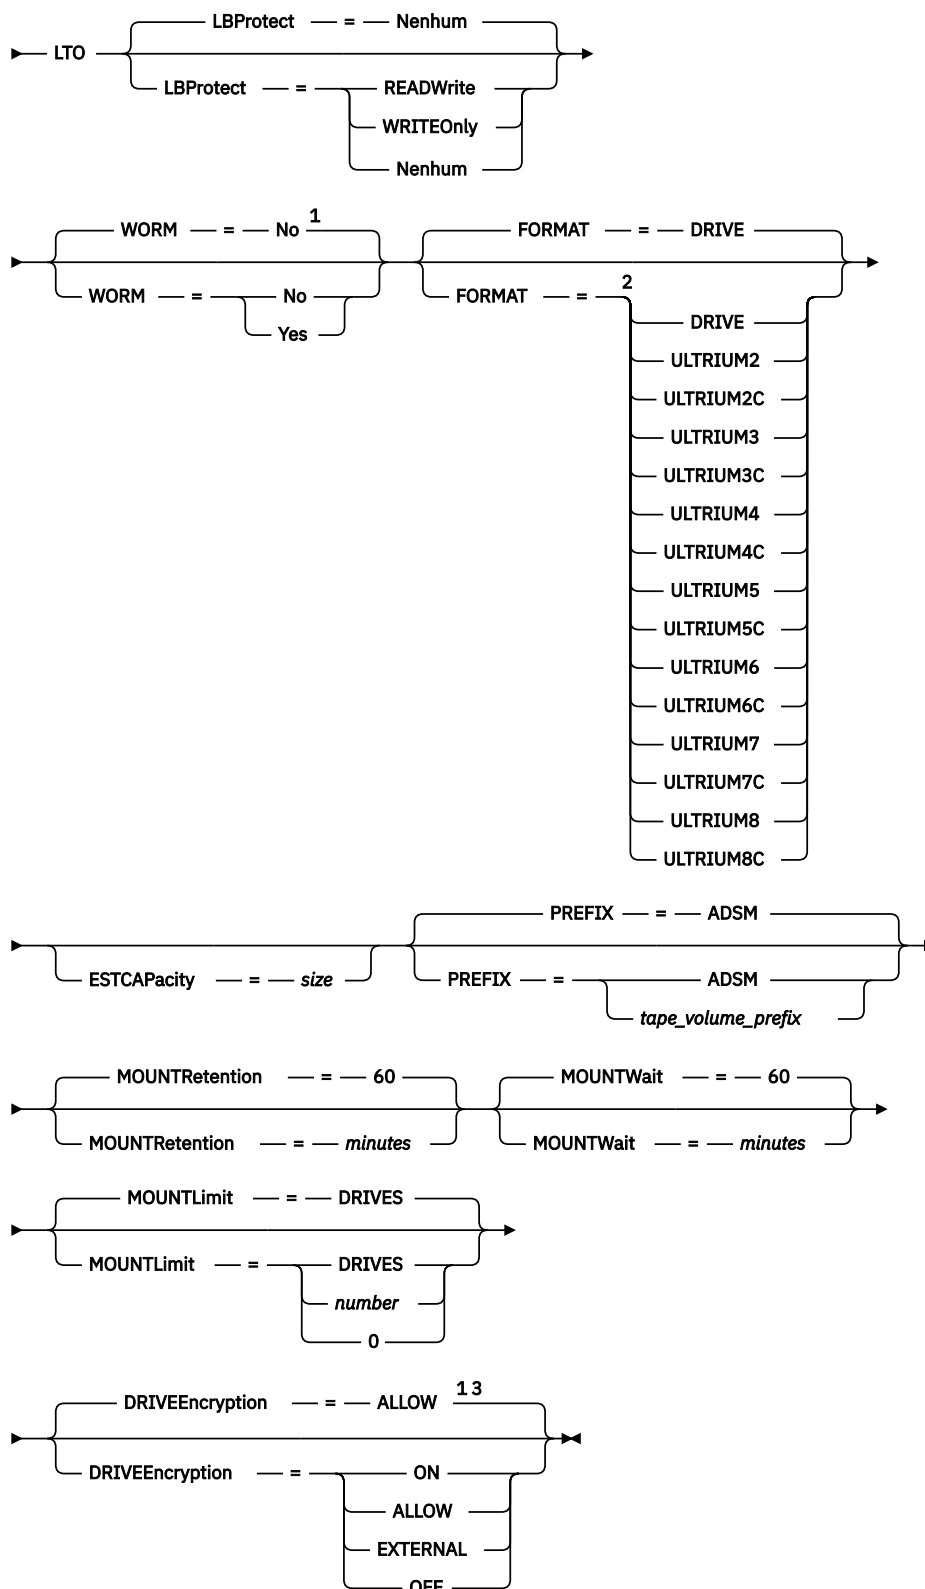 LBProtect = Nenhum
LTO
LBProtect = READWrite
WRITEOnly
Nenhum
WORM = No 1 FORMAT = DRIVE
WORM = No FORMAT = 2
Yes DRIVE
ULTRIUM2
ULTRIUM2C
ULTRIUM3
ULTRIUM3C
ULTRIUM4
ULTRIUM4C
ULTRIUM5
ULTRIUM5C
ULTRIUM6
ULTRIUM6C
ULTRIUM7
ULTRIUM7C
ULTRIUM8
ULTRIUM8C
PREFIX = ADSM
ESTCAPacity = size PREFIX = ADSM
tape_volume_prefix
MOUNTRetention = 60 MOUNTWait = 60
MOUNTRetention = minutes MOUNTWait = minutes
MOUNTLimit = DRIVES
MOUNTLimit = DRIVES
number
0
DRIVEEncryption = ALLOW 1 3
DRIVEEncryption = ON
ALLOW
EXTERNAL
OFF